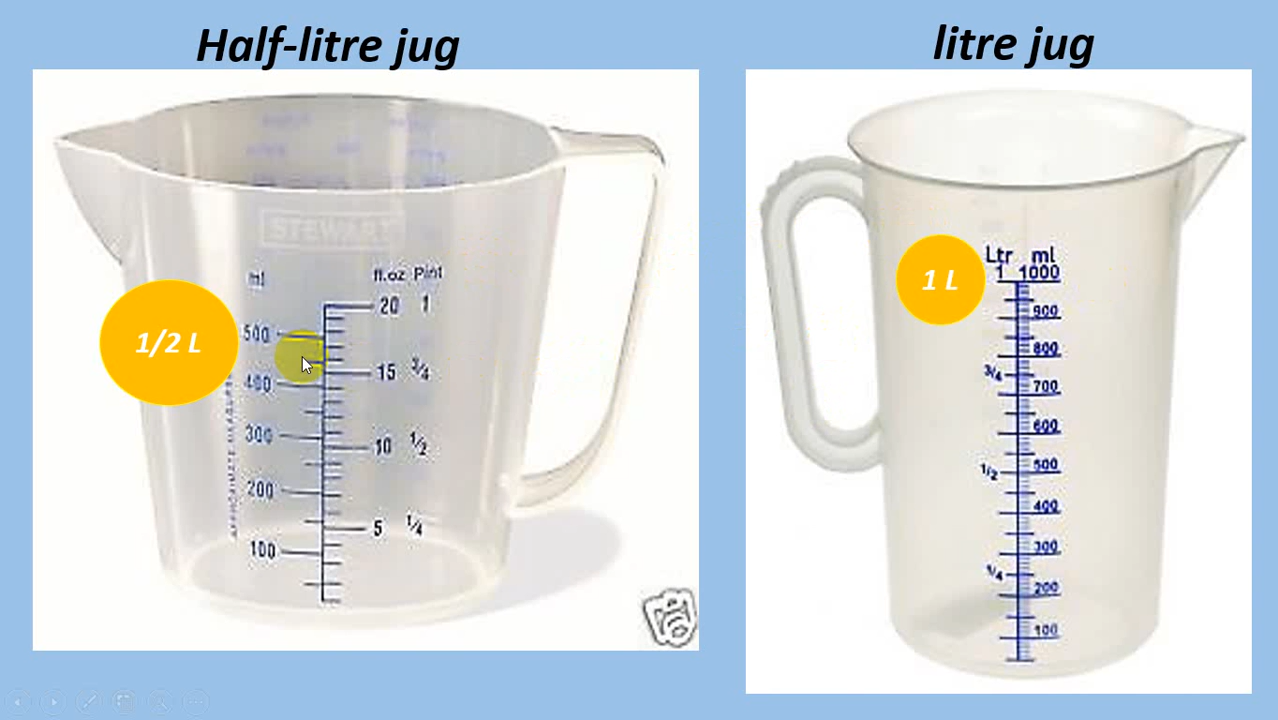 Half-litre jug
litre jug
STEWART
ml
fl.oz Pint
20 1
500
15 3/4
400
300
10 1/2
200
5 1/4
100
1/2 L
1 L
Ltr ml
1 1000
900
800
3/4
700
600
1/2 500
400
300
1/4
200
100